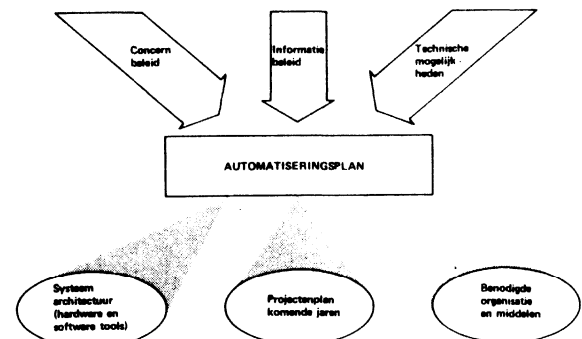 Concern
beleid
Informatie
beleid
Technische
mogelijk-
heden
AUTOMATISERINGSPLAN
Systeem
architectuur
(hardware en
software tools)
Projectenplan
komende jaren
Benodigde
organisatie
en middelen